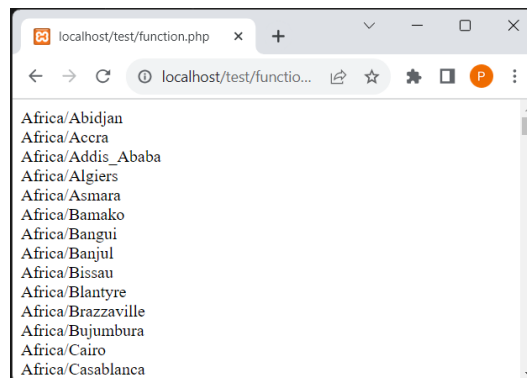 localhost/test/function.php
localhost/test/functio...
P
Africa/Abidjan
Africa/Accra
Africa/Addis_Ababa
Africa/Algiers
Africa/Asmara
Africa/Bamako
Africa/Bangui
Africa/Banjul
Africa/Bissau
Africa/Blantyre
Africa/Brazzaville
Africa/Bujumbura
Africa/Cairo
Africa/Casablanca